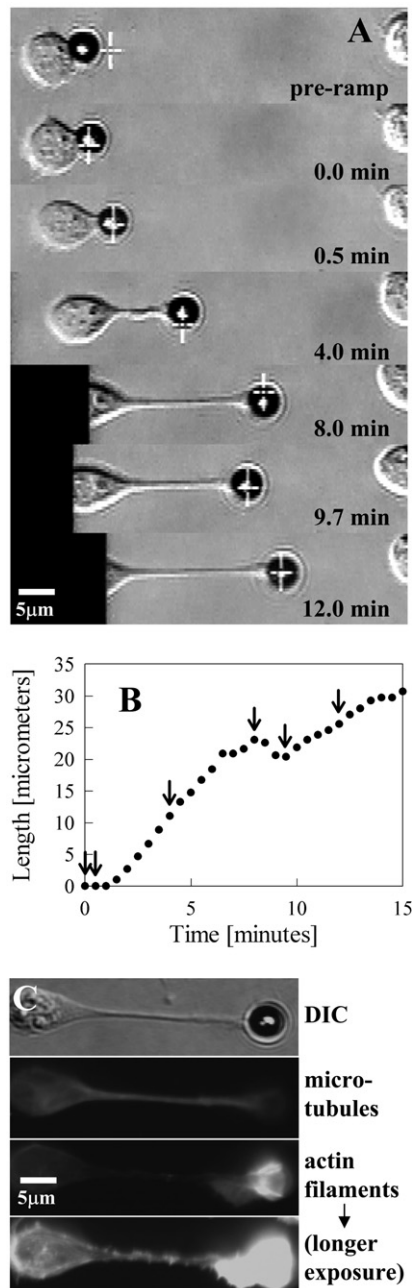 A
pre-ramp
0.0 min
0.5 min
4.0 min
8.0 min
9.7 min
12.0 min
5μm
B
Length [micrometers]
35
30
25
20
15
10
5
0
0
5
10
15
Time [minutes]
C
DIC
micro-
tubules
actin
filaments
5μm
(longer
exposure)